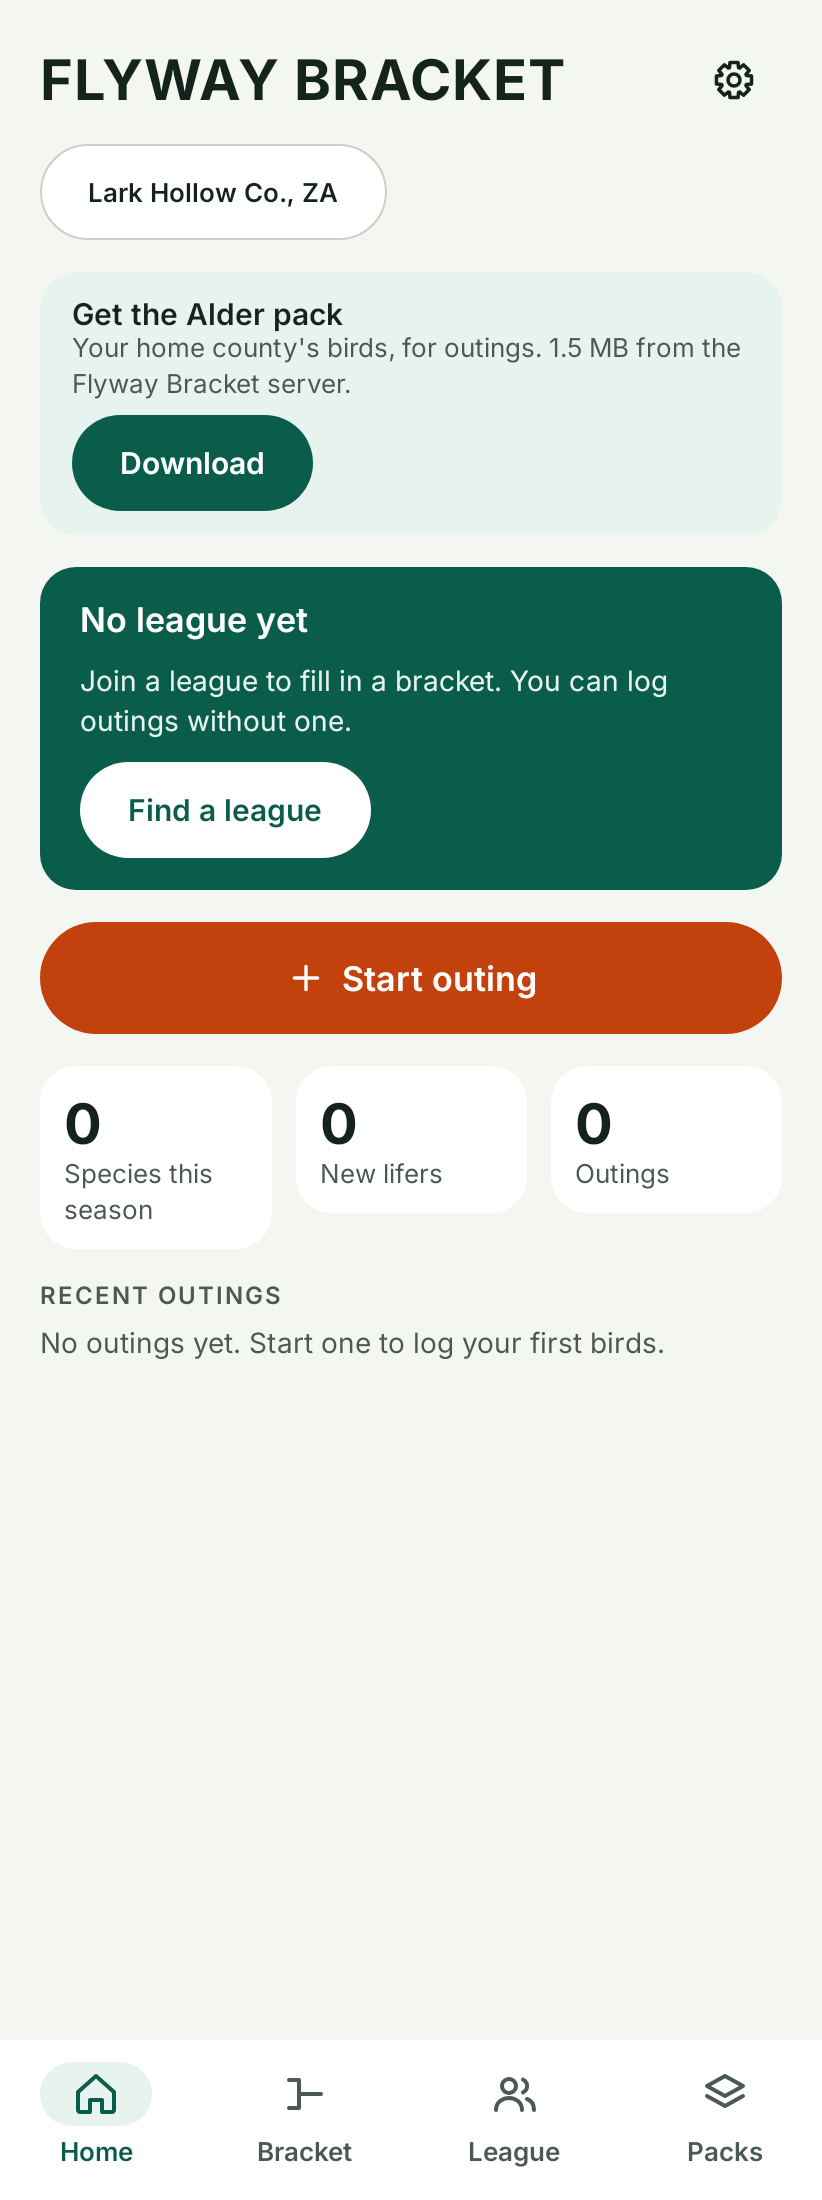 FLYWAY BRACKET
Lark Hollow Co., ZA
Get the Alder pack
Your home county's birds, for outings. 1.5 MB from the
Flyway Bracket server.
Download
No league yet
Join a league to fill in a bracket. You can log
outings without one.
Find a league
Start outing
0
Species this
season
0
New lifers
0
Outings
RECENT OUTINGS
No outings yet. Start one to log your first birds.
Home
Bracket
League
Packs